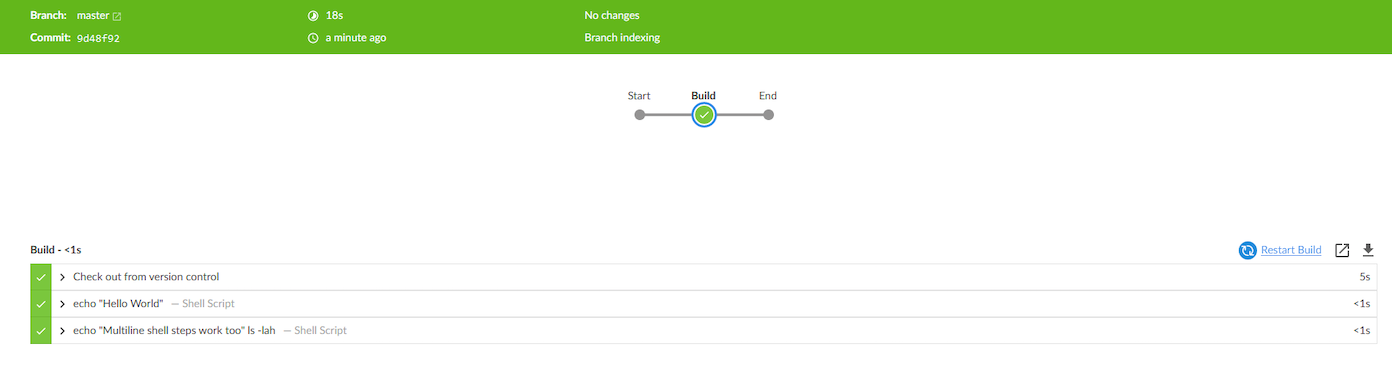 Branch: master 18s No changes
Commit: 9d48f92 a minute ago Branch indexing
Start Build End
Build - <1s Restart Build
Check out from version control 5s
echo "Hello World" — Shell Script <1s
echo "Multiline shell steps work too" ls -lah — Shell Script <1s